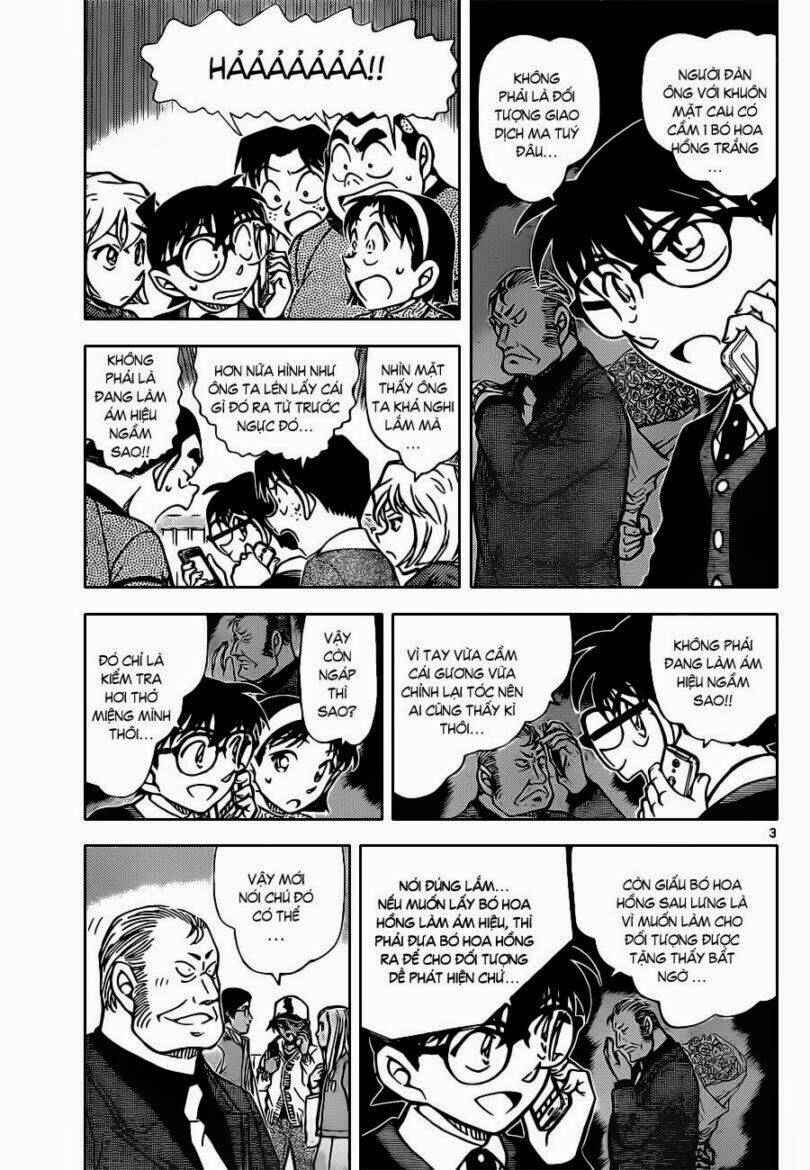 NGƯỜI ĐÀN
ÔNG VỚI KHUÔN
MẶT CAU CÓ
CẦM 1 BÓ HOA
HỒNG TRẮNG
...
KHÔNG
PHẢI LÀ ĐỐI
TƯỢNG GIAO
DỊCH MA TUÝ
ĐÂU...
HẢẢẢẢẢẢẢ!!
NHÌN MẶT
THẤY ÔNG
TA KHẢ NGHI
LẮM MÀ
...
HƠN NỮA HÌNH NHƯ
ÔNG TA LÉN LẤY CÁI
GÌ ĐÓ RA TỪ TRƯỚC
NGỰC ĐÓ...
KHÔNG
PHẢI LÀ
ĐANG LÀM
ÁM HIỆU
NGẦM
SAO!!
KHÔNG PHẢI
ĐANG LÀM ÁM
HIỆU NGẦM
SAO!!
VÌ TAY VỪA CẦM
CÁI GƯƠNG VỪA
CHỈNH LẠI TÓC NÊN
AI CŨNG THẤY KÌ
THÔI...
VẬY
CÒN
NGÁP
THÌ
SAO?
ĐÓ CHỈ LÀ
KIỂM TRA
HƠI THỞ
MIỆNG MÌNH
THÔI...
3
CÒN GIẤU BÓ HOA
HỒNG SAU LƯNG LÀ
VÌ MUỐN LÀM CHO
ĐỐI TƯỢNG ĐƯỢC
TẶNG THẤY BẤT
NGỜ ...
NÓI ĐÚNG LẮM...
NẾU MUỐN LẤY BÓ HOA
HỒNG LÀM ÁM HIỆU, THÌ
PHẢI ĐƯA BÓ HOA HỒNG
RA ĐỂ CHO ĐỐI TƯỢNG
DỄ PHÁT HIỆN CHỨ...
VẬY MỚI
NÓI CHÚ ĐÓ
CÓ THỂ
...